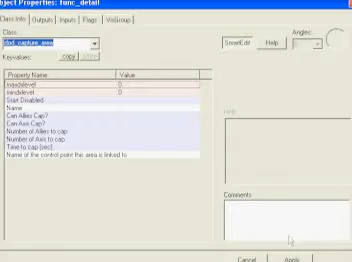 bject Properties: func_detail
Class Info Outputs Inputs Flags VisGroup
Class:
dod_capture_area
Keyvalues: copy paste
SmartEdit Help
Angles:
Property Name Value
maxdxlevel 0
mindxlevel 0
Start Disabled
Name
Can Allies Cap?
Can Axis Cap?
Number of Allies to cap
Number of Axis to cap
Time to cap (sec)
Name of the control point this area is linked to
Help
Comments
Cancel Apply